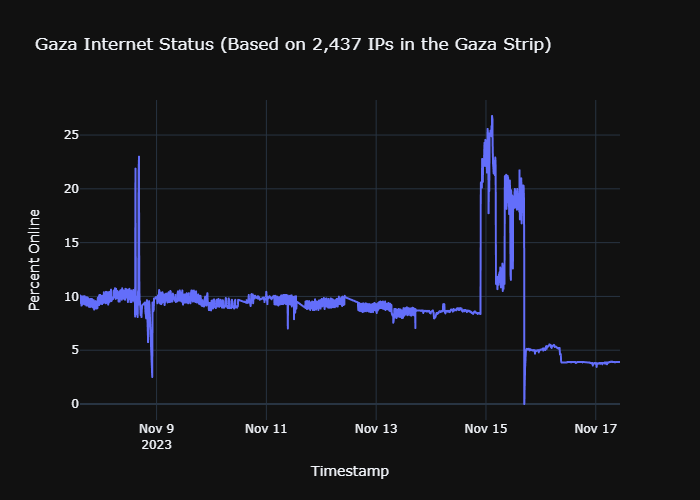 Gaza Internet Status (Based on 2,437 IPs in the Gaza Strip)
Percent Online
25
20
15
10
5
0
Nov 9
2023
Nov 11
Nov 13
Nov 15
Nov 17
Timestamp